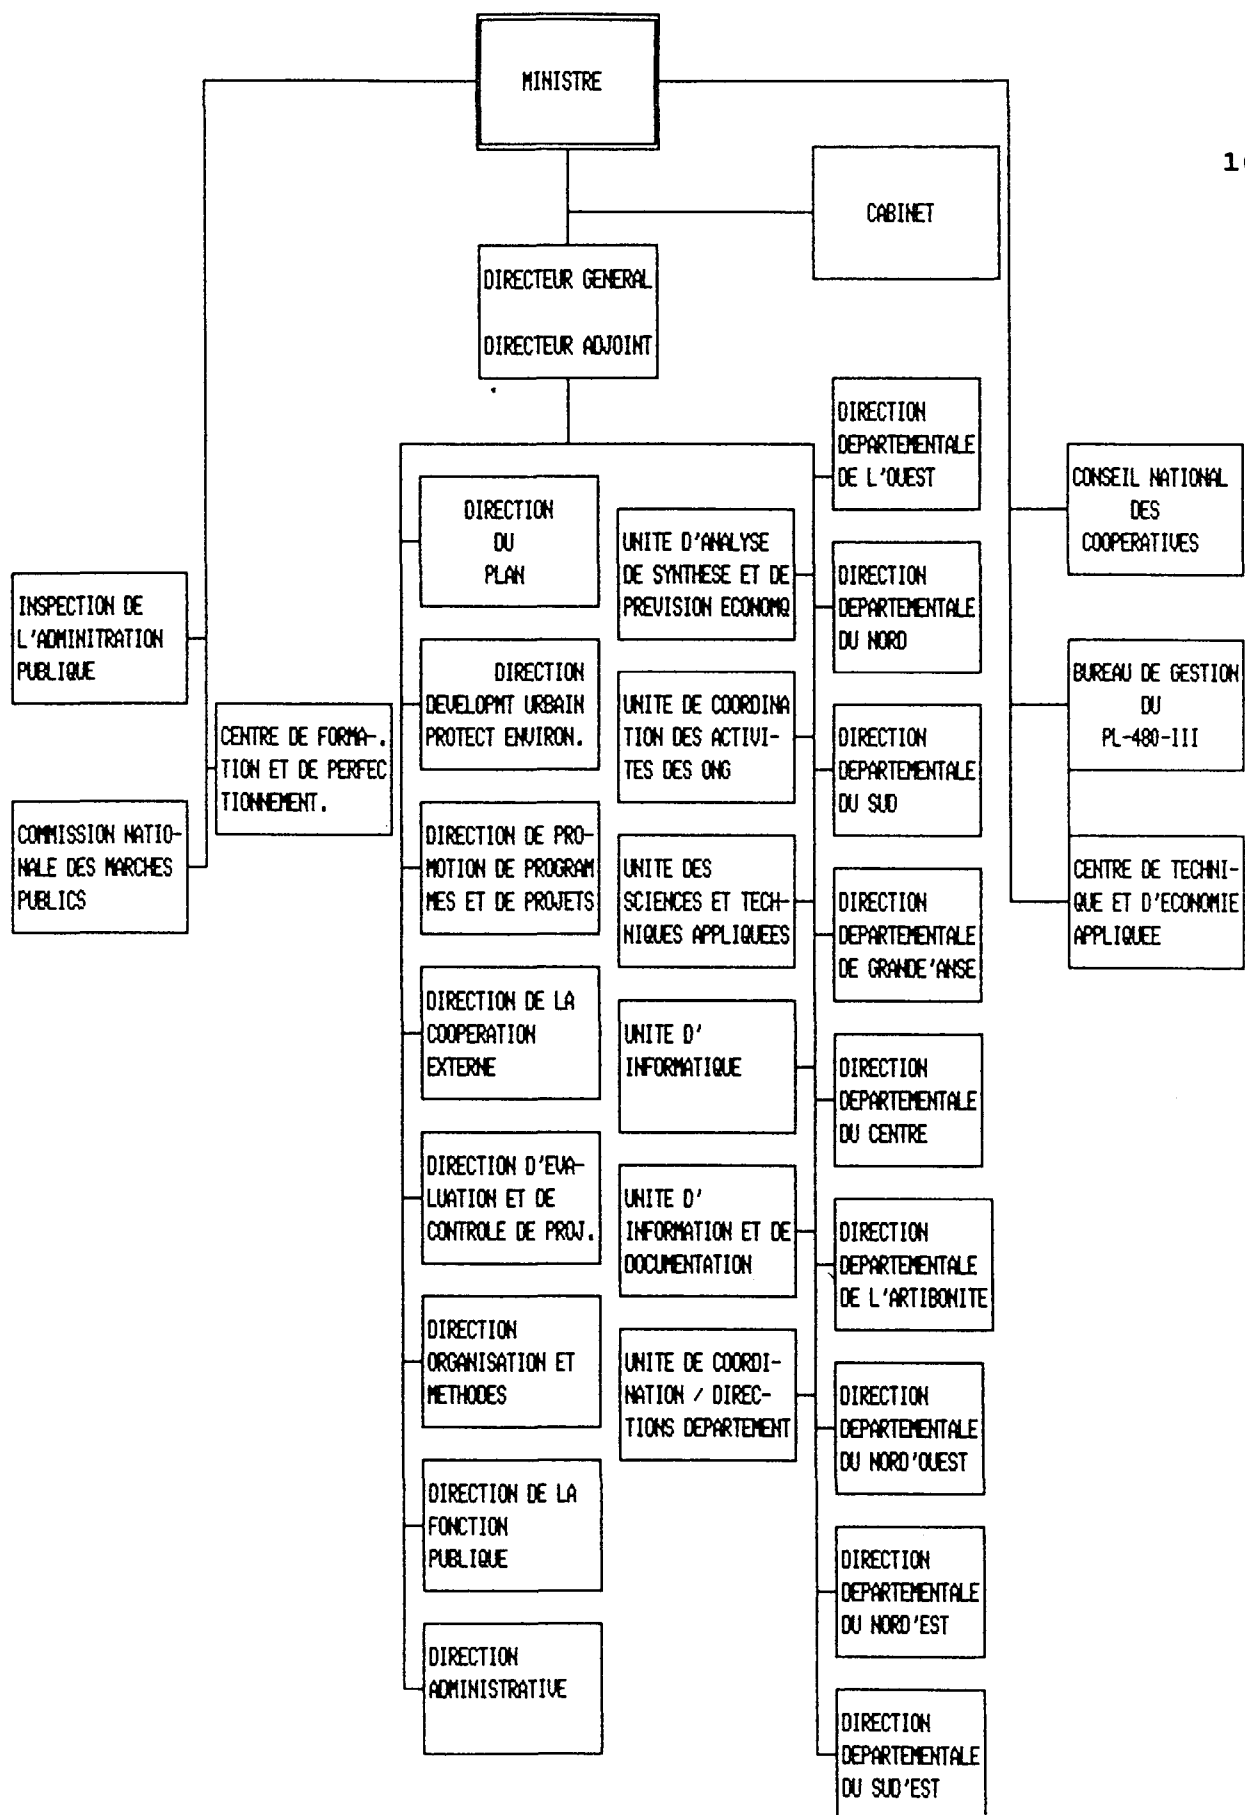 MINISTRE
CABINET
DIRECTEUR GENERAL
DIRECTEUR ADJOINT
INSPECTION DE
L'ADMINITRATION
PUBLIQUE
COMMISSION NATIO-
NALE DES MARCHES
PUBLICS
CENTRE DE FORMA-.
TION ET DE PERFEC
TIONNEMENT.
DIRECTION
DU
PLAN
DIRECTION
DEVELOPMT URBAIN
PROTECT ENVIRON.
DIRECTION DE PRO-
MOTION DE PROGRAM
MES ET DE PROJETS
DIRECTION DE LA
COOPERATION
EXTERNE
DIRECTION D'EVA-
LUATION ET DE
CONTROLE DE PROJ.
DIRECTION
ORGANISATION ET
METHODES
DIRECTION DE LA
FONCTION
PUBLIQUE
DIRECTION
ADMINISTRATIVE
UNITE D'ANALYSE
DE SYNTHESE ET DE
PREVISION ECONOMQ
UNITE DE COORDINA
TION DES ACTIVI-
TES DES ONG
UNITE DES
SCIENCES ET TECH-
NIQUES APPLIQUEES
UNITE D'
INFORMATIQUE
UNITE D'
INFORMATION ET DE
DOCUMENTATION
UNITE DE COORDI-
NATION / DIREC-
TIONS DEPARTEMENT
DIRECTION
DEPARTEMENTALE
DE L'OUEST
DIRECTION
DEPARTEMENTALE
DU NORD
DIRECTION
DEPARTEMENTALE
DU SUD
DIRECTION
DEPARTEMENTALE
DE GRANDE'ANSE
DIRECTION
DEPARTEMENTALE
DU CENTRE
DIRECTION
DEPARTEMENTALE
DE L'ARTIBONITE
DIRECTION
DEPARTEMENTALE
DU NORD'OUEST
DIRECTION
DEPARTEMENTALE
DU NORD'EST
DIRECTION
DEPARTEMENTALE
DU SUD'EST
CONSEIL NATIONAL
DES
COOPERATIVES
BUREAU DE GESTION
DU
PL-480-III
CENTRE DE TECHNI-
QUE ET D'ECONOMIE
APPLIQUEE